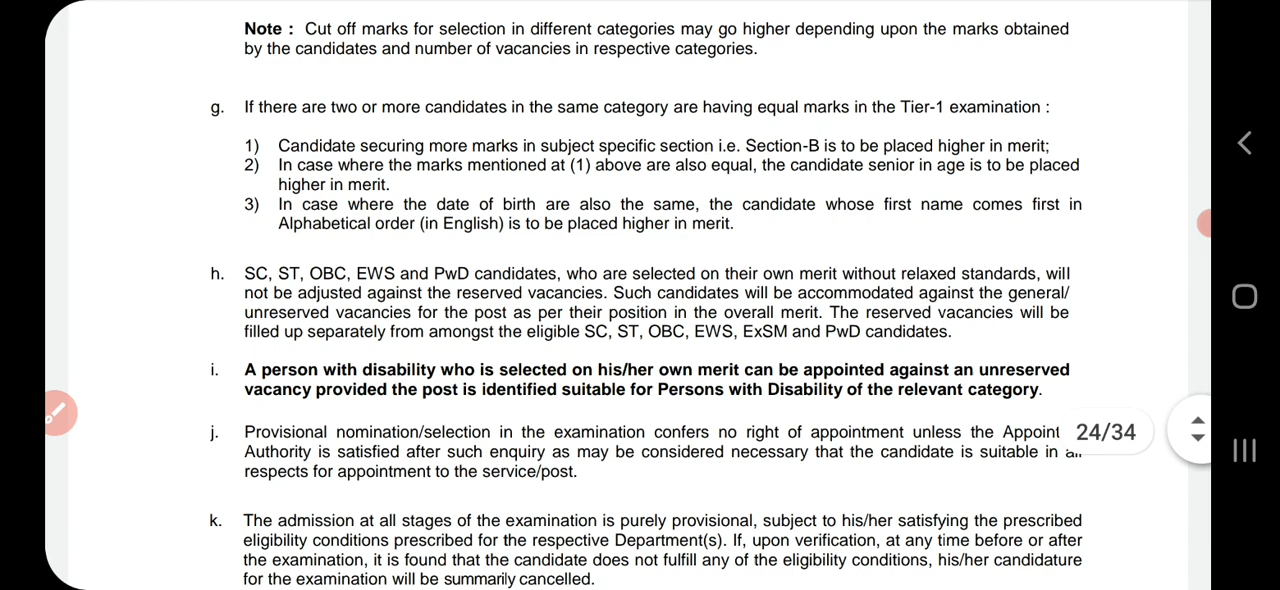 Note : Cut off marks for selection in different categories may go higher depending upon the marks obtained
by the candidates and number of vacancies in respective categories.
g. If there are two or more candidates in the same category are having equal marks in the Tier-1 examination :
1) Candidate securing more marks in subject specific section i.e. Section-B is to be placed higher in merit;
2) In case where the marks mentioned at (1) above are also equal, the candidate senior in age is to be placed
higher in merit.
3) In case where the date of birth are also the same, the candidate whose first name comes first in
Alphabetical order (in English) is to be placed higher in merit.
h. SC, ST, OBC, EWS and PwD candidates, who are selected on their own merit without relaxed standards, will
not be adjusted against the reserved vacancies. Such candidates will be accommodated against the general/
unreserved vacancies for the post as per their position in the overall merit. The reserved vacancies will be
filled up separately from amongst the eligible SC, ST, OBC, EWS, ExSM and PwD candidates.
i. A person with disability who is selected on his/her own merit can be appointed against an unreserved
vacancy provided the post is identified suitable for Persons with Disability of the relevant category.
j. Provisional nomination/selection in the examination confers no right of appointment unless the Appoint
24/34
Authority is satisfied after such enquiry as may be considered necessary that the candidate is suitable in
respects for appointment to the service/post.
k. The admission at all stages of the examination is purely provisional, subject to his/her satisfying the prescribed
eligibility conditions prescribed for the respective Department(s). If, upon verification, at any time before or after
the examination, it is found that the candidate does not fulfill any of the eligibility conditions, his/her candidature
for the examination will be summarily cancelled.